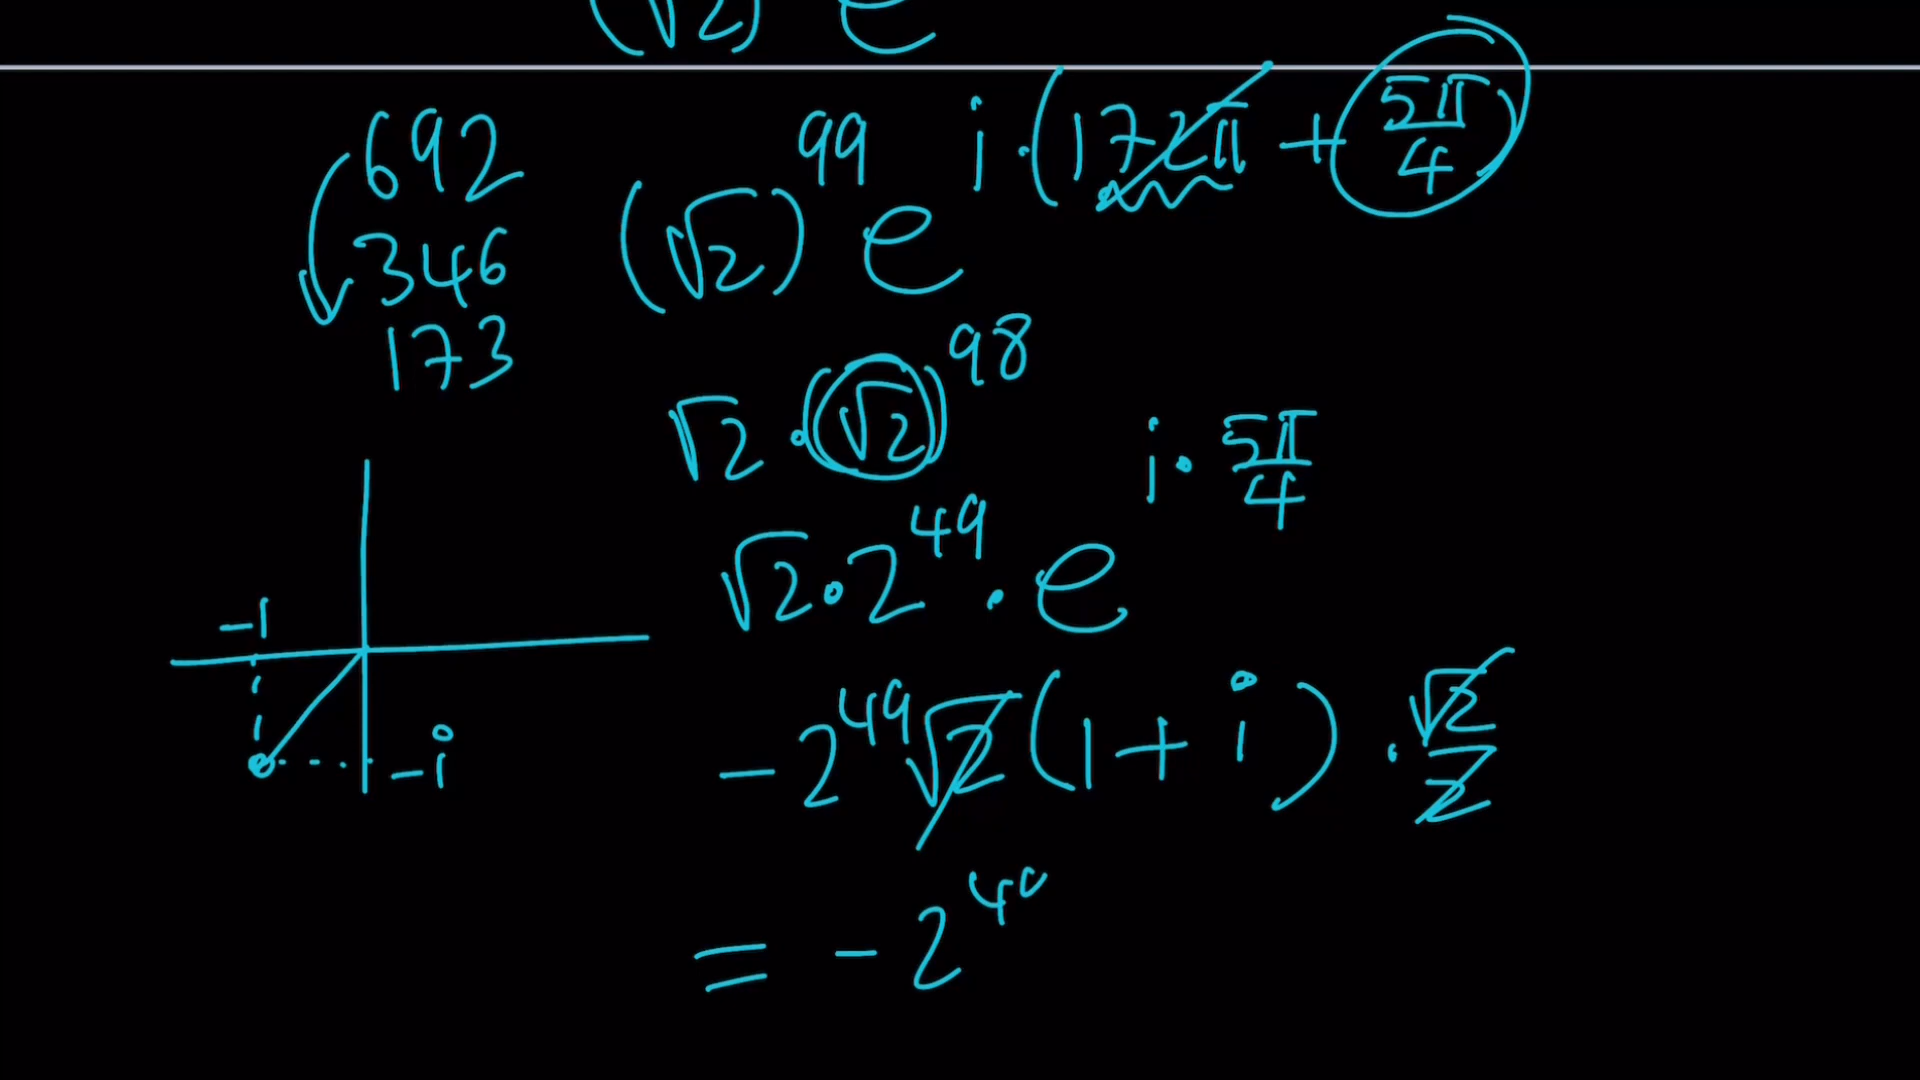 (√2) e
692
346
173
(√2)^99 e^i·(172π + 5π/4)
√2·(√2)^98
√2·2^49·e^i·5π/4
-1
-i
-2^49√2(1+i)·√2/2
= -2^4